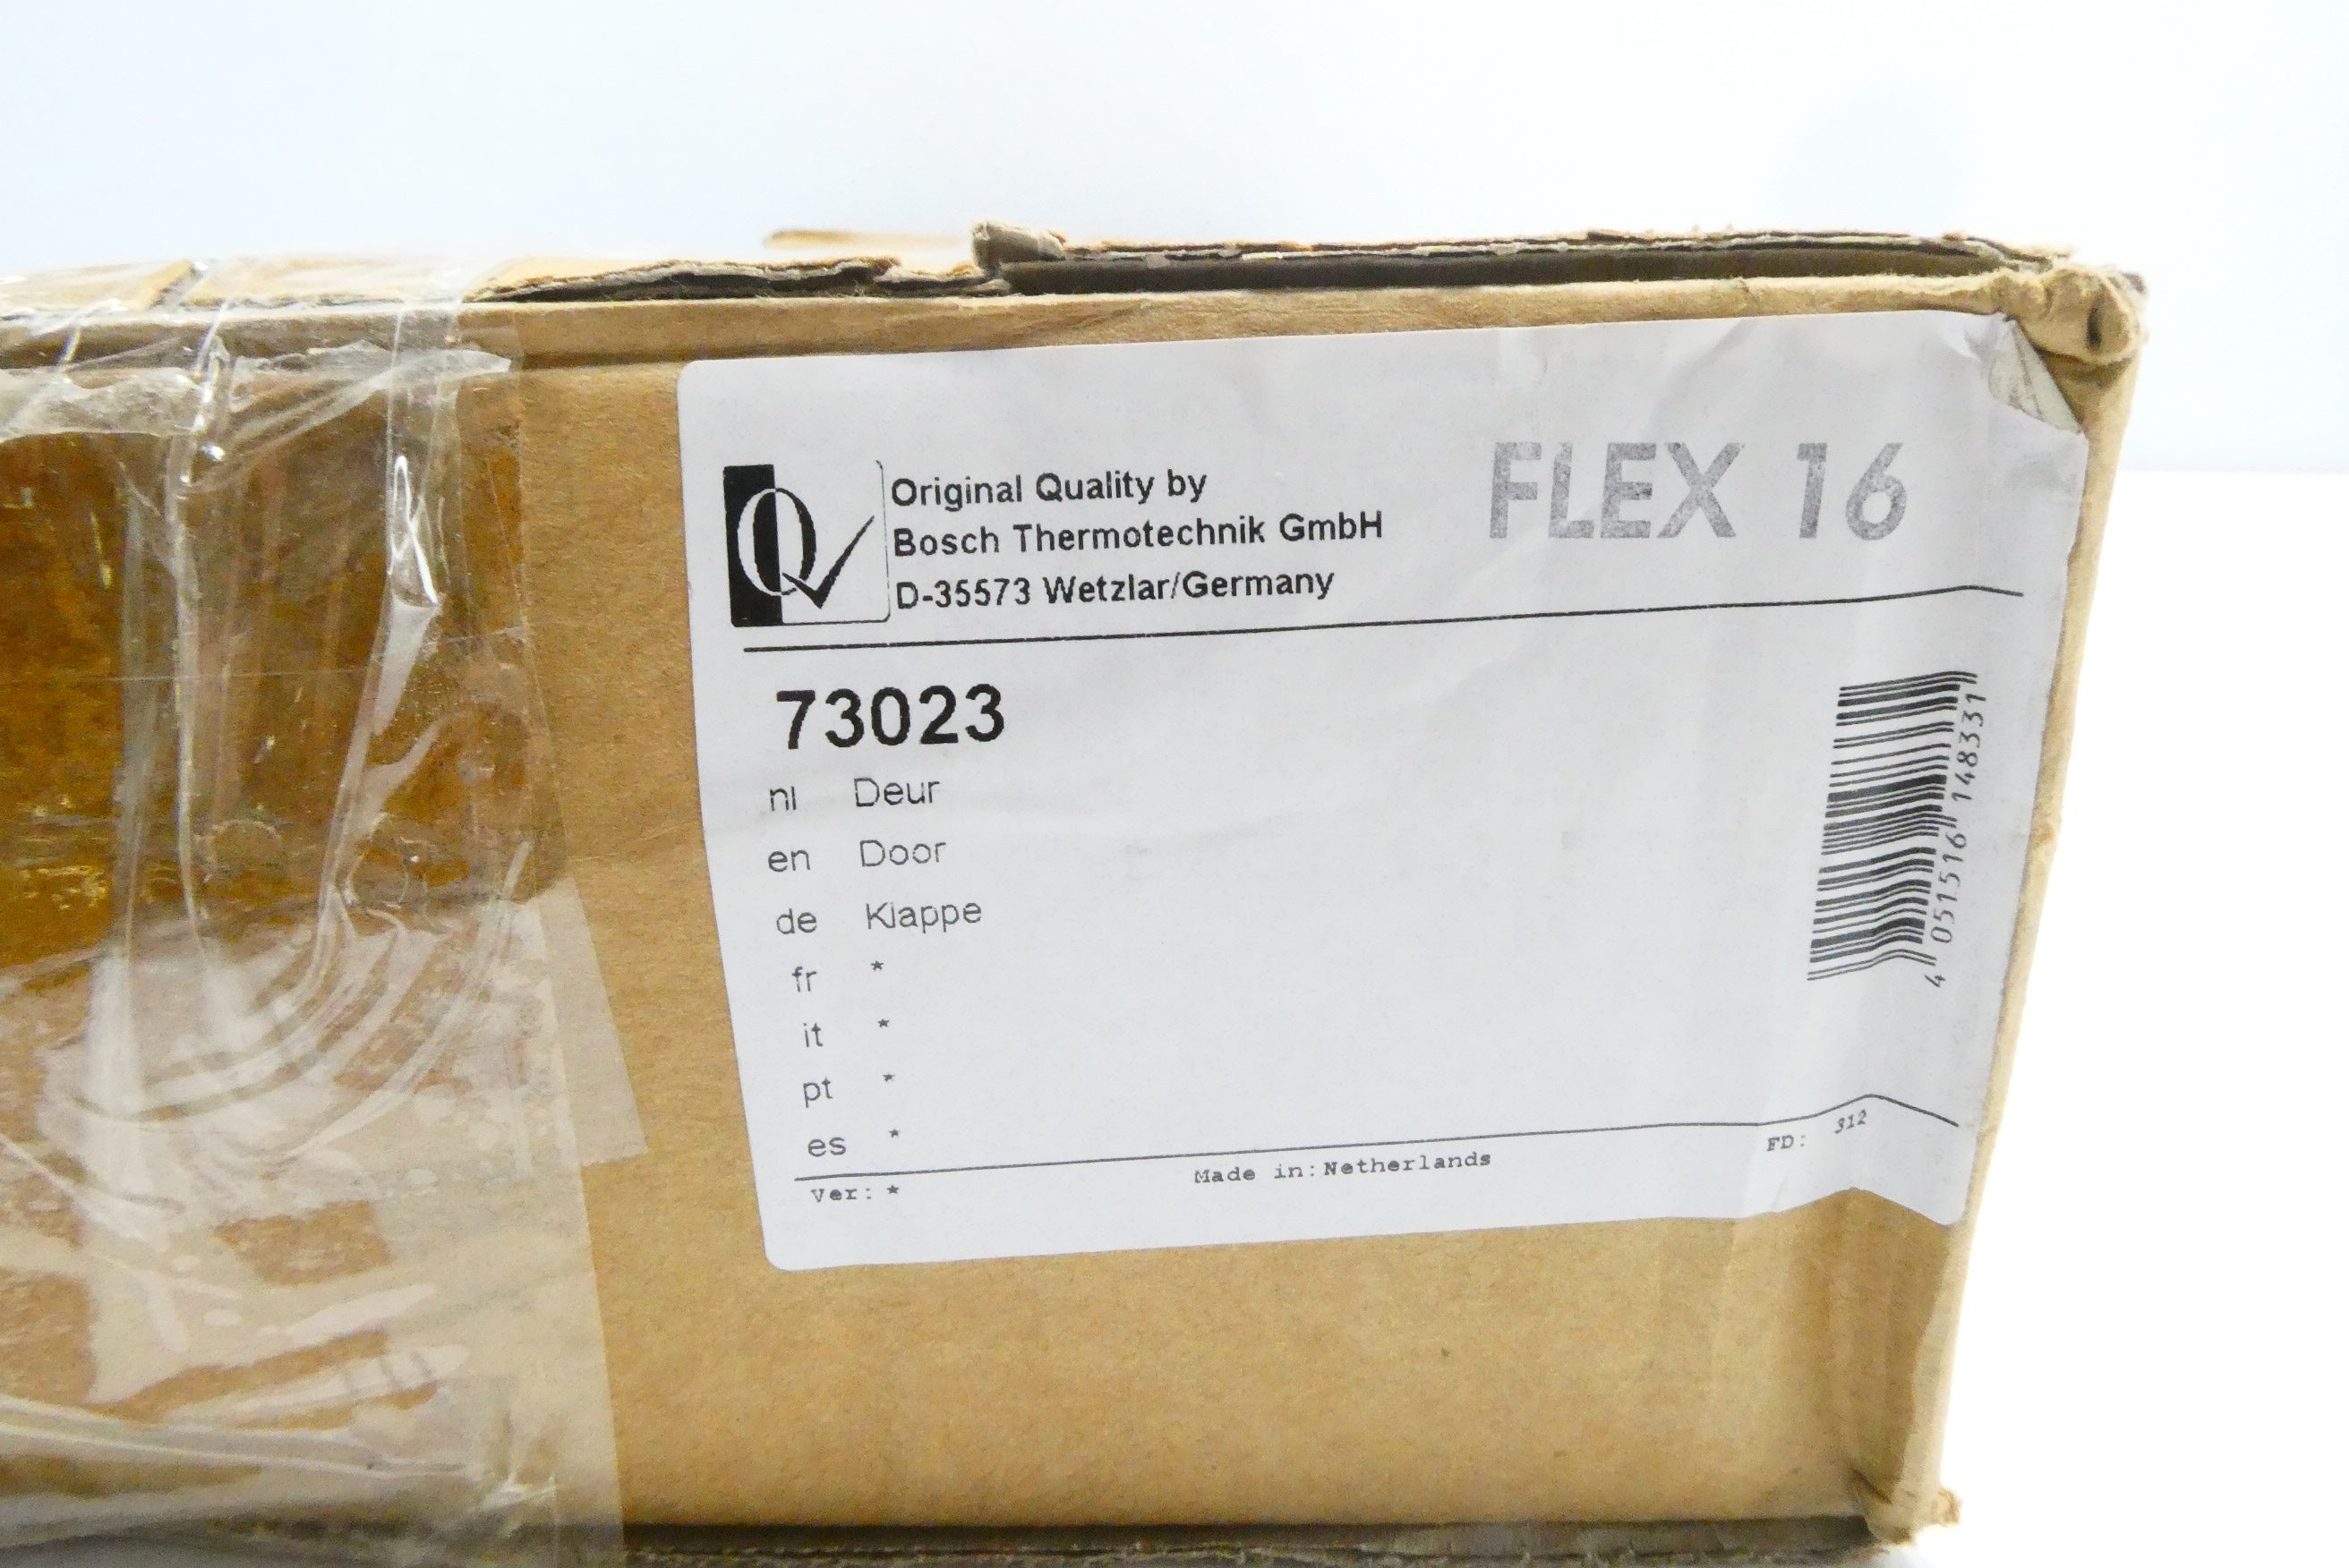 Original Quality by
Bosch Thermotechnik GmbH
D-35573 Wetzlar/Germany
FLEX 16
73023
nl Deur
en Door
de Klappe
fr *
it *
pt *
es *
4 051516 148331
Ver: * Made in: Netherlands FD: 312